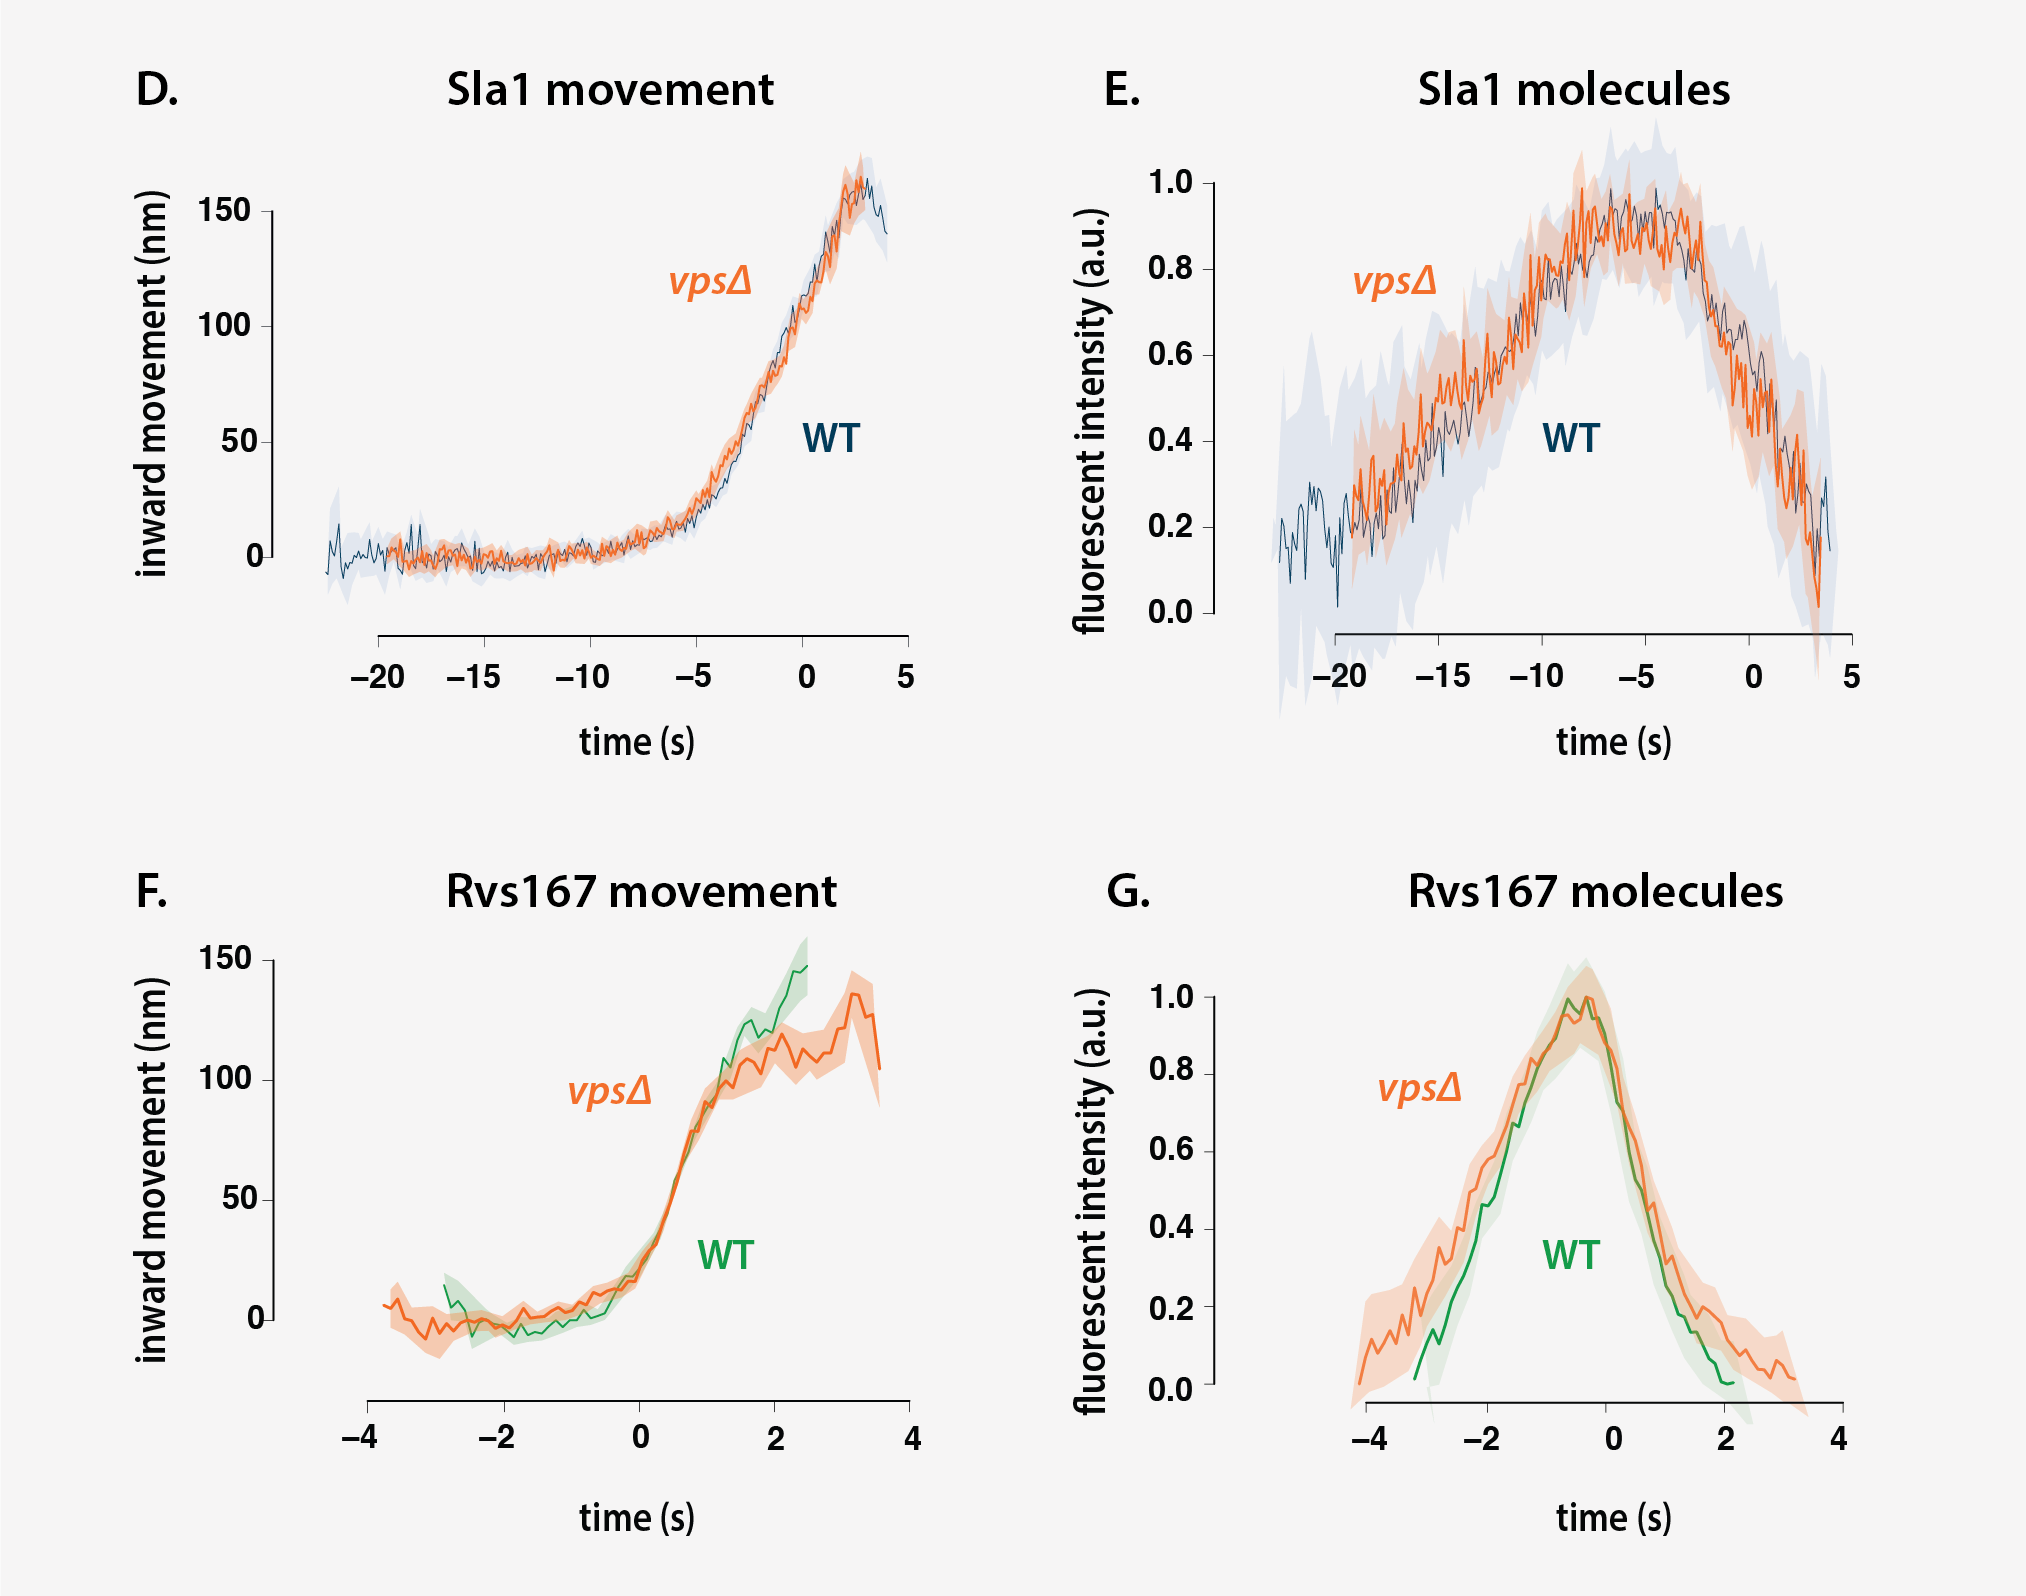 D. Sla1 movement
inward movement (nm)
150
100
50
0
vpsΔ
WT
–20 –15 –10 –5 0 5
time (s)
E. Sla1 molecules
fluorescent intensity (a.u.)
1.0
0.8
0.6
0.4
0.2
0.0
vpsΔ
WT
–20 –15 –10 –5 0 5
time (s)
F. Rvs167 movement
inward movement (nm)
150
100
50
0
vpsΔ
WT
–4 –2 0 2 4
time (s)
G. Rvs167 molecules
fluorescent intensity (a.u.)
1.0
0.8
0.6
0.4
0.2
0.0
vpsΔ
WT
–4 –2 0 2 4
time (s)